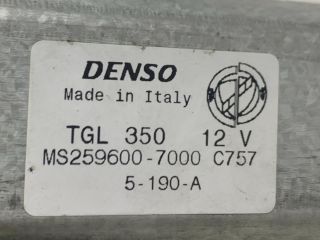 DENSO
Made in Italy
TGL 350 12 V
MS259600-7000 C757
5-190-A